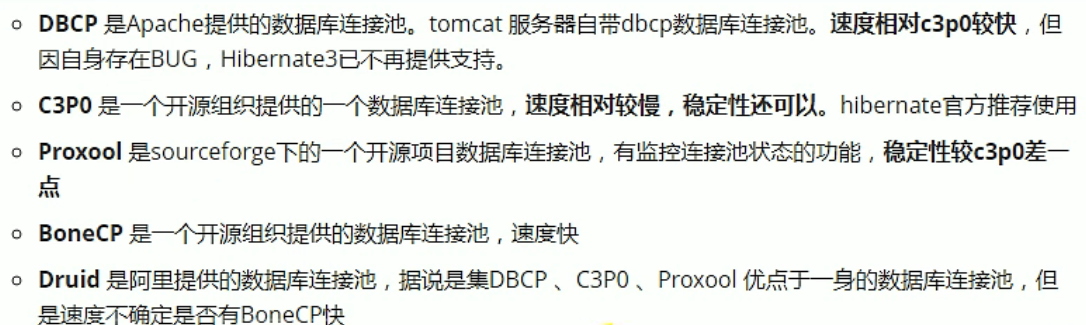 DBCP 是Apache提供的数据库连接池。tomcat 服务器自带dbcp数据库连接池。速度相对c3p0较快，但
因自身存在BUG，Hibernate3已不再提供支持。
C3P0 是一个开源组织提供的一个数据库连接池，速度相对较慢，稳定性还可以。hibernate官方推荐使用
Proxool 是sourceforge下的一个开源项目数据库连接池，有监控连接池状态的功能，稳定性较c3p0差一
点
BoneCP 是一个开源组织提供的数据库连接池，速度快
Druid 是阿里提供的数据库连接池，据说是集DBCP 、C3P0 、Proxool 优点于一身的数据库连接池，但
是速度不确定是否有BoneCP快